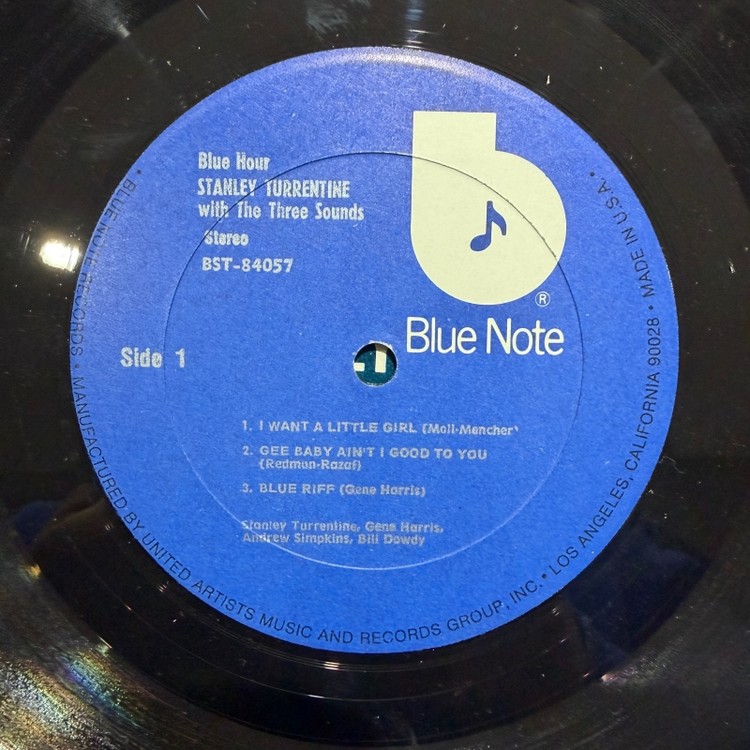 Blue Hour
STANLEY TURRENTINE
with The Three Sounds
Stereo
BST-84057
®
Blue Note
Side 1
1. I WANT A LITTLE GIRL (Moll-Mencher)
2. GEE BABY AIN'T I GOOD TO YOU
(Redmon-Razaf)
3. BLUE RIFF (Gene Harris)
Stanley Turrentine, Gene Harris,
Andrew Simpkins, Bill Dowdy
• BLUE NOTE RECORDS • MANUFACTURED BY UNITED ARTISTS MUSIC AND RECORDS GROUP, INC. • LOS ANGELES, CALIFORNIA 90028 • MADE IN U.S.A. •